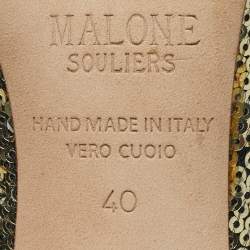 MALONE
SOULIERS
HAND MADE IN ITALY
VERO CUOIO
40